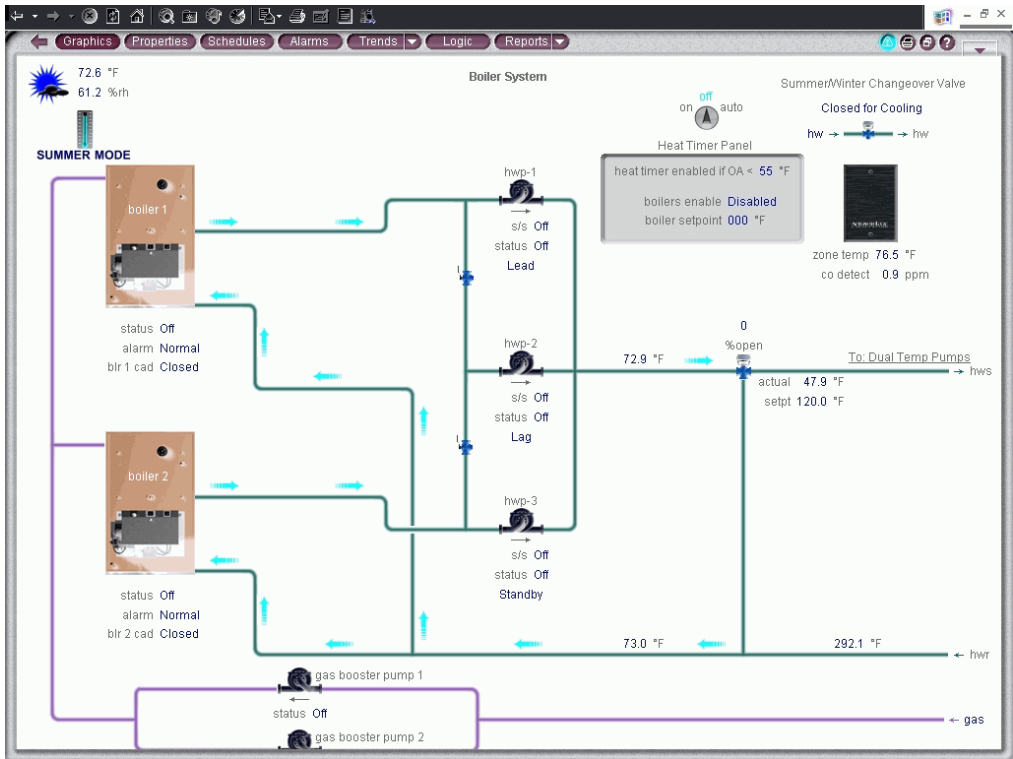 Graphics Properties Schedules Alarms Trends Logic Reports
72.6 °F
61.2 %rh
SUMMER MODE
Boiler System
off
on auto
Heat Timer Panel
heat timer enabled if OA < 55 °F
boilers enable Disabled
boiler setpoint 000 °F
Summer/Winter Changeover Valve
Closed for Cooling
hw → → hw
zone temp 76.5 °F
co detect 0.9 ppm
boiler 1
status Off
alarm Normal
blr 1 cad Closed
hwp-1
s/s Off
status Off
Lead
hwp-2
s/s Off
status Off
Lag
72.9 °F
0
%open
To: Dual Temp Pumps
→ hws
actual 47.9 °F
setpt 120.0 °F
boiler 2
status Off
alarm Normal
blr 2 cad Closed
hwp-3
s/s Off
status Off
Standby
73.0 °F
292.1 °F
← hwr
gas booster pump 1
status Off
← gas
gas booster pump 2